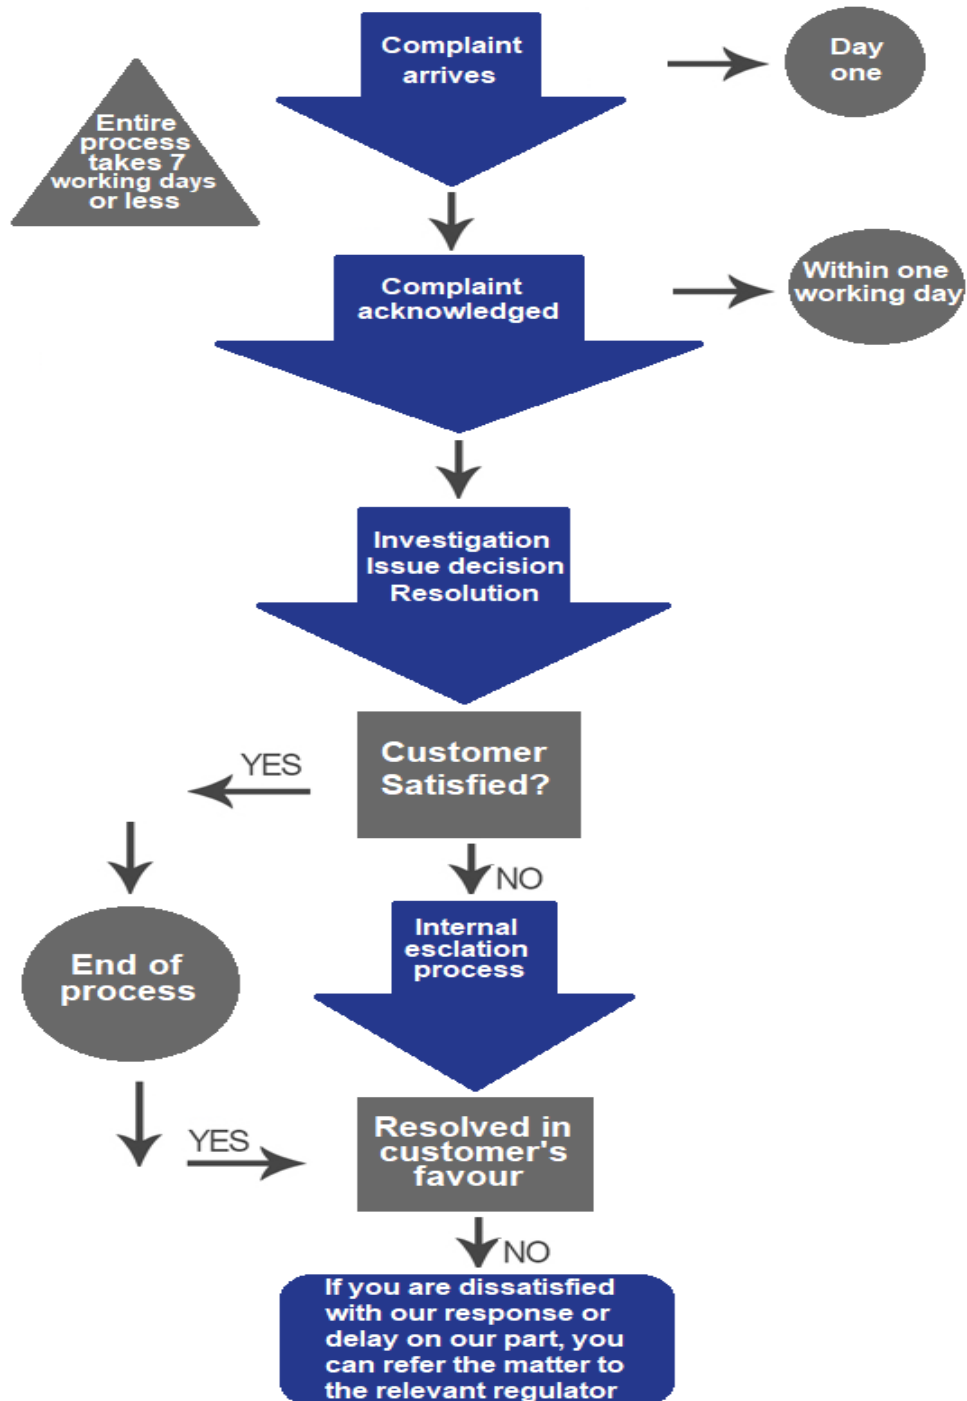 Complaint
arrives
Day
one
Entire
process
takes 7
working days
or less
Complaint
acknowledged
Within one
working day
Investigation
Issue decision
Resolution
Customer
Satisfied?
YES
NO
Internal
esclation
process
End of
process
YES
Resolved in
customer's
favour
NO
If you are dissatisfied
with our response or
delay on our part, you
can refer the matter to
the relevant regulator